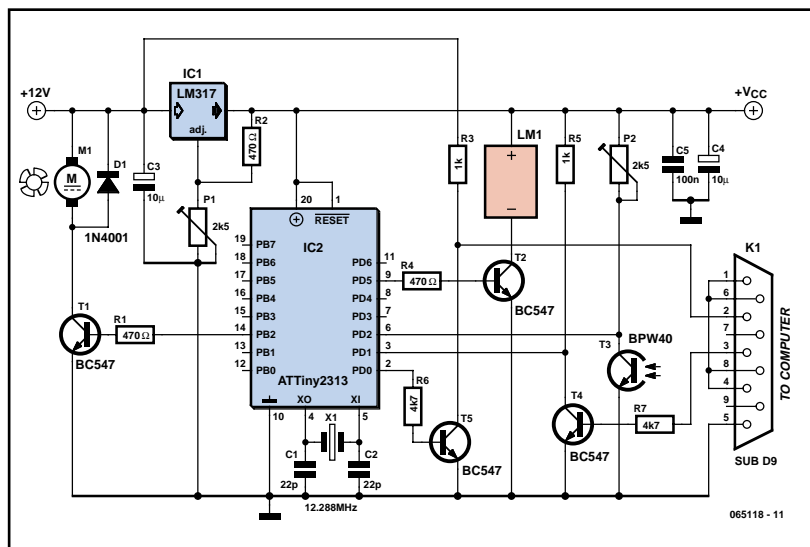 IC1
+12V
LM317
adj.
R2
470 Ω
+VCC
M1
M
D1
C3
10µ
1N4001
P1
2k5
R3
1k
LM1
+
−
R5
1k
P2
2k5
C5
100n
C4
10µ
20
1
RESET
IC2
19 PB7
18 PB6
17 PB5
16 PB4
15 PB3
14 PB2
13 PB1
12 PB0
PD6 11
PD5 9
PD4 8
PD3 7
PD2 6
PD1 3
PD0 2
ATTiny2313
XO
XI
10
4
5
T1
BC547
R1
470 Ω
R4
470 Ω
T2
BC547
R6
4k7
T5
BC547
T3
BPW40
T4
BC547
R7
4k7
X1
C1
22p
C2
22p
12.288MHz
K1
1
6
2
7
3
8
4
9
5
TO COMPUTER
SUB D9
065118 - 11